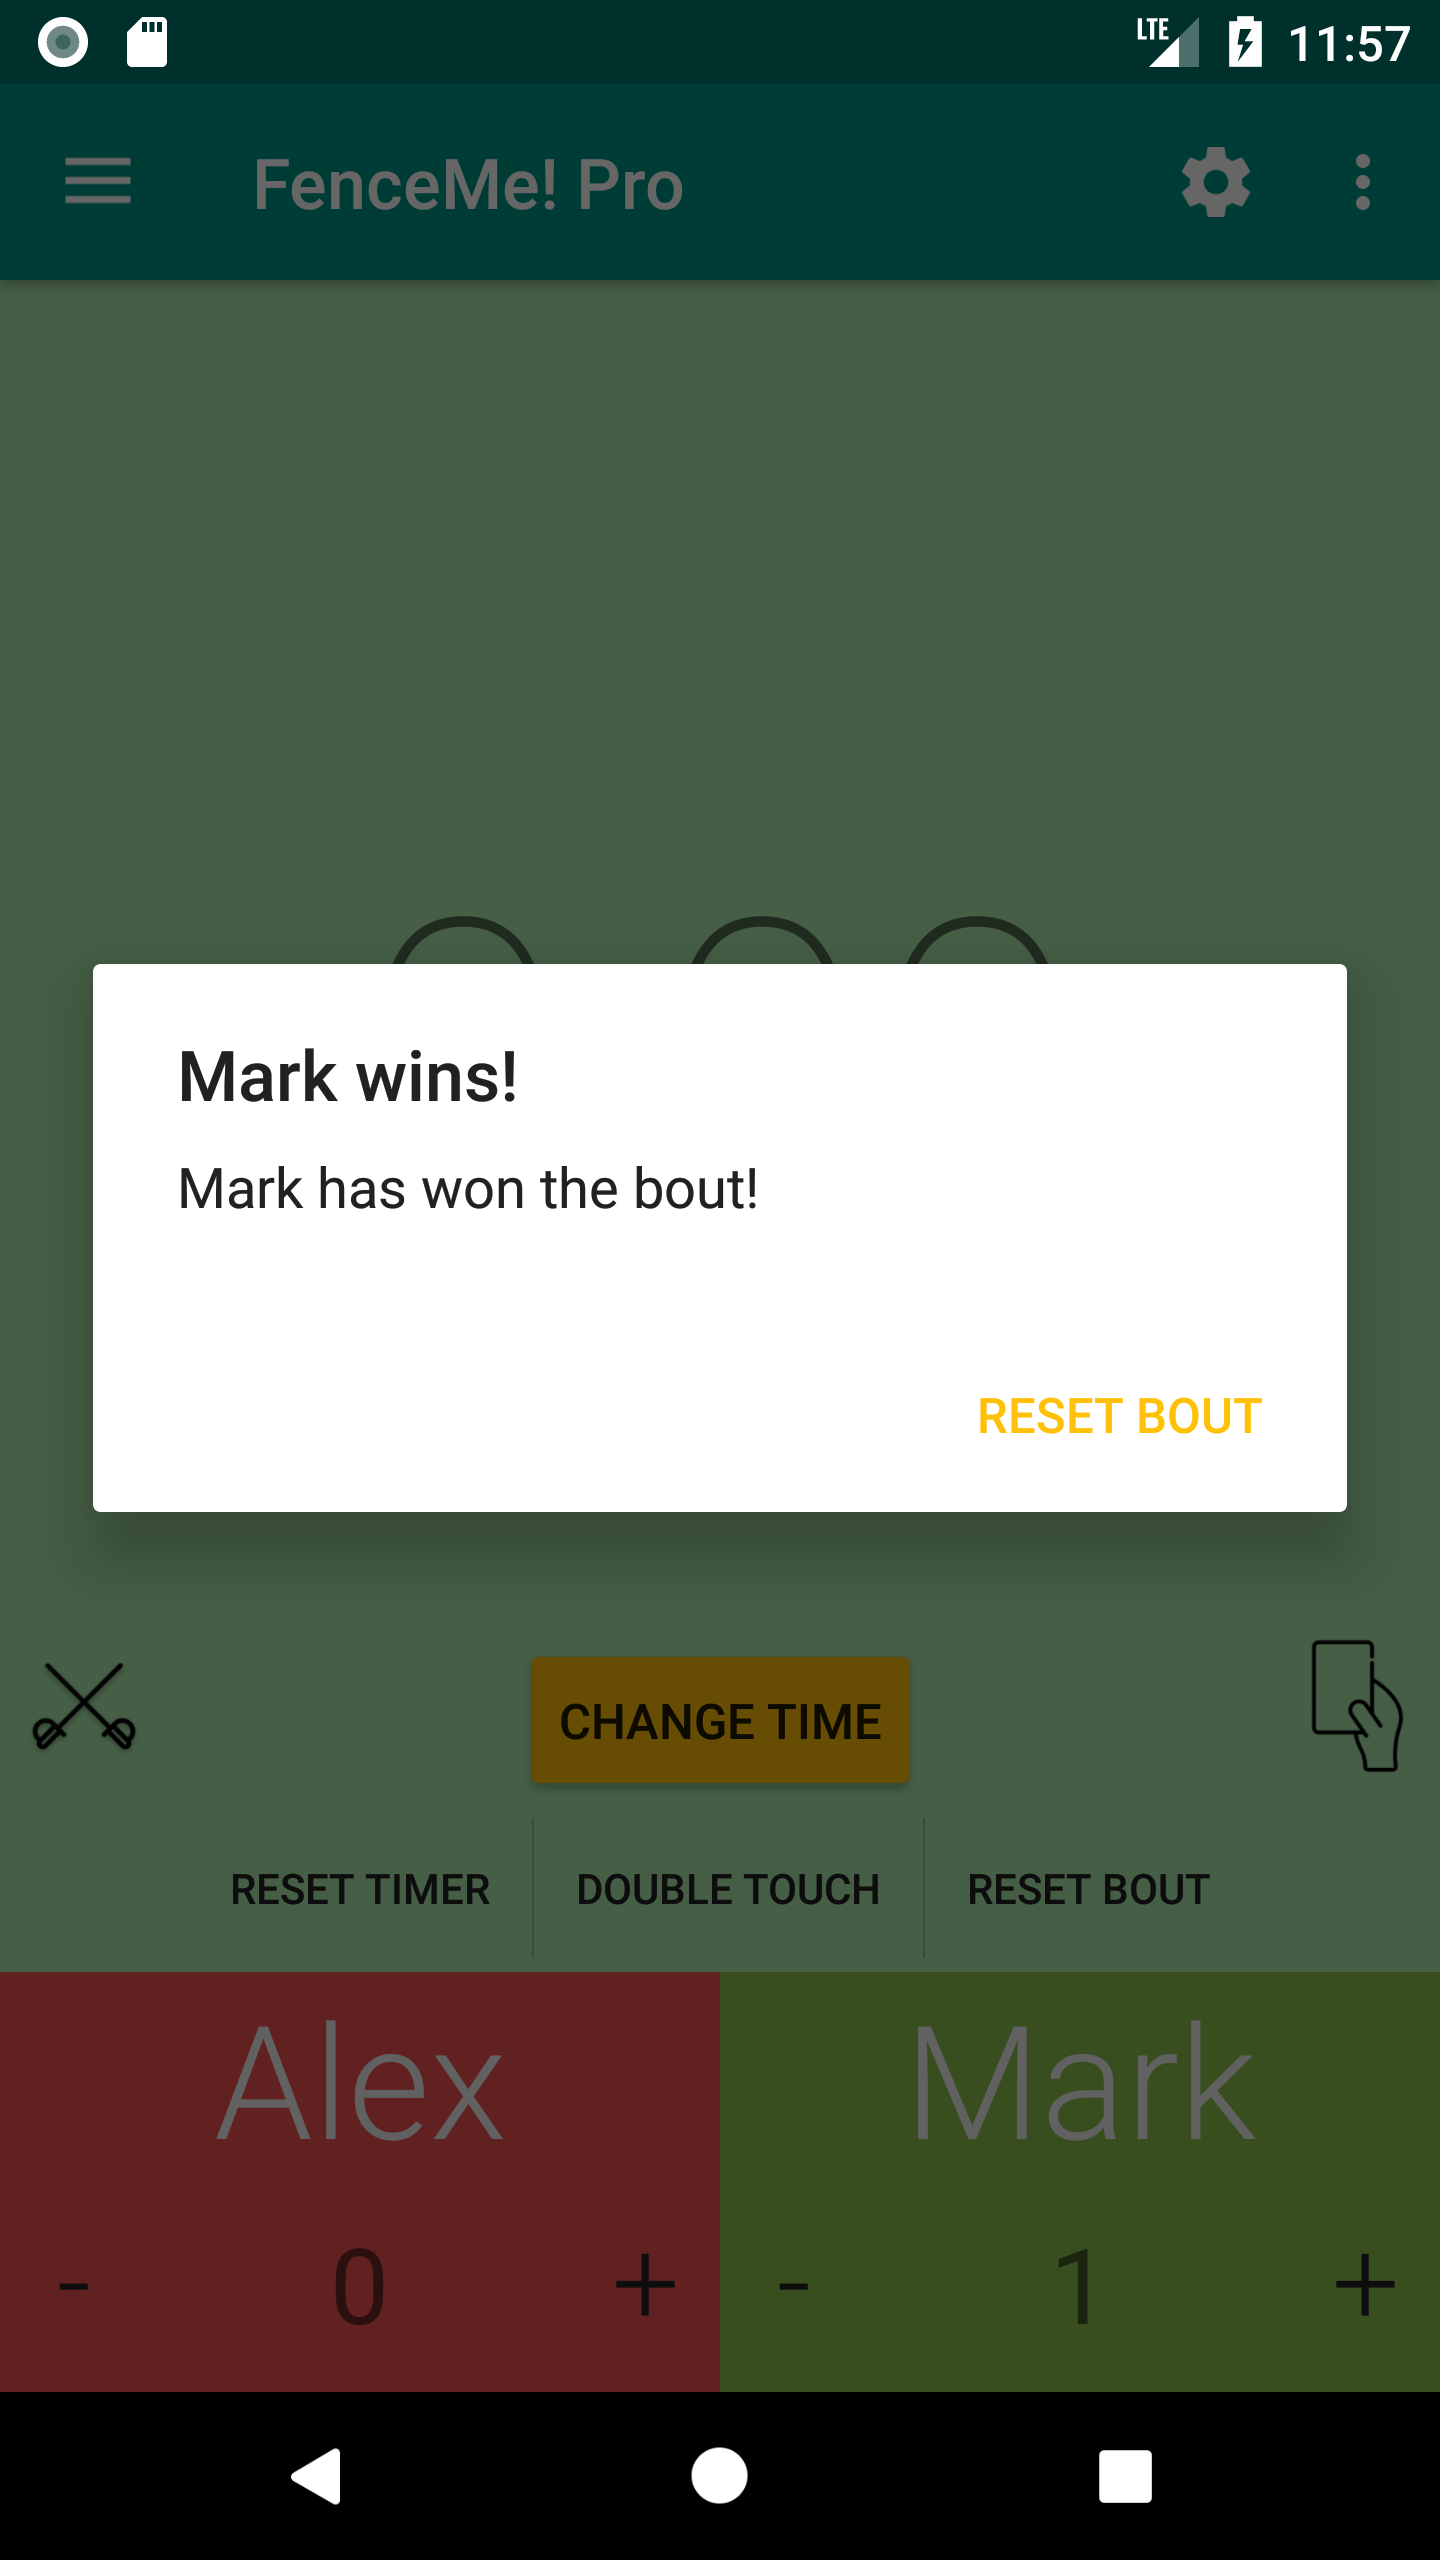 LTE 11:57
FenceMe! Pro
Mark wins!
Mark has won the bout!
RESET BOUT
CHANGE TIME
RESET TIMER DOUBLE TOUCH RESET BOUT
Alex Mark
- 0 + - 1 +